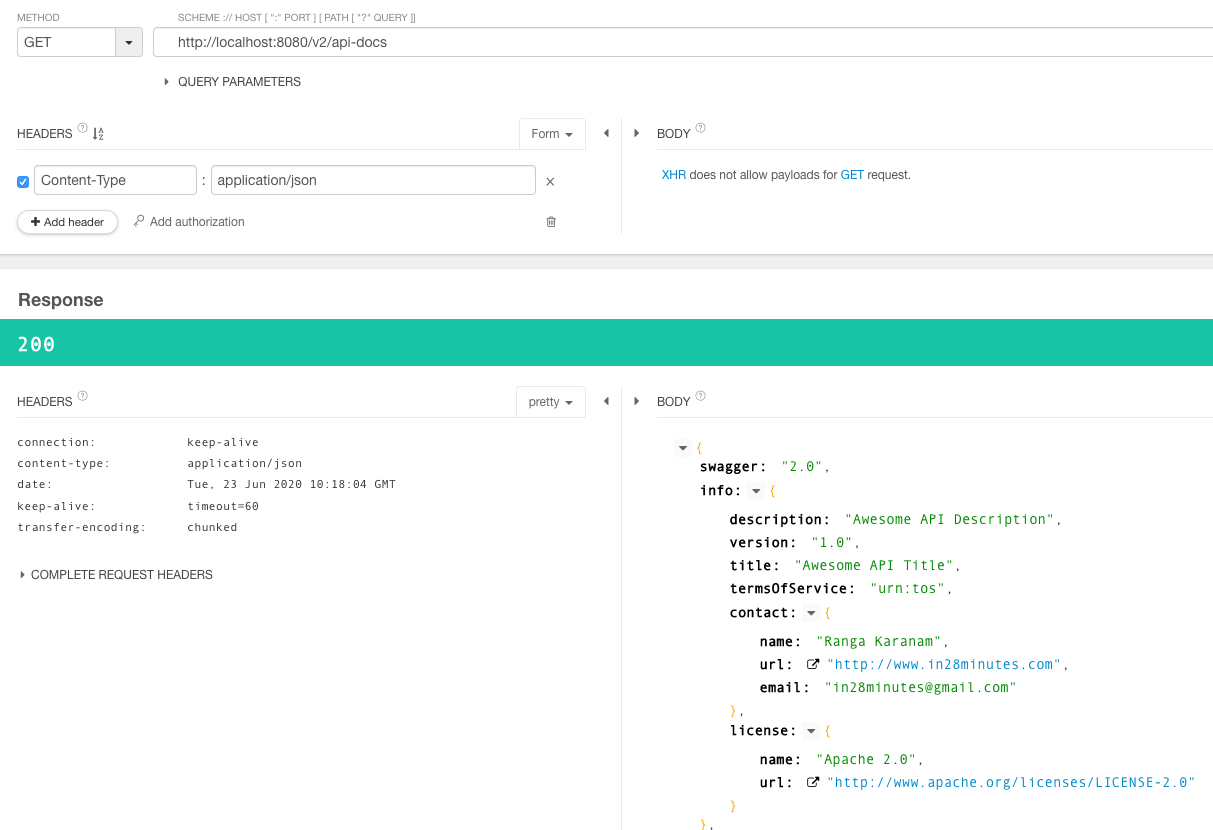 METHOD
SCHEME :// HOST [ ":" PORT ] [ PATH [ "?" QUERY ]]
GET
http://localhost:8080/v2/api-docs
QUERY PARAMETERS
HEADERS ?
Form
BODY ?
Content-Type : application/json
XHR does not allow payloads for GET request.
Add header
Add authorization
Response
200
HEADERS ?
pretty
BODY ?
connection: keep-alive
content-type: application/json
date: Tue, 23 Jun 2020 10:18:04 GMT
keep-alive: timeout=60
transfer-encoding: chunked
COMPLETE REQUEST HEADERS
{
swagger: "2.0",
info: {
description: "Awesome API Description",
version: "1.0",
title: "Awesome API Title",
termsOfService: "urn:tos",
contact: {
name: "Ranga Karanam",
url: "http://www.in28minutes.com",
email: "in28minutes@gmail.com"
},
license: {
name: "Apache 2.0",
url: "http://www.apache.org/licenses/LICENSE-2.0"
}
},